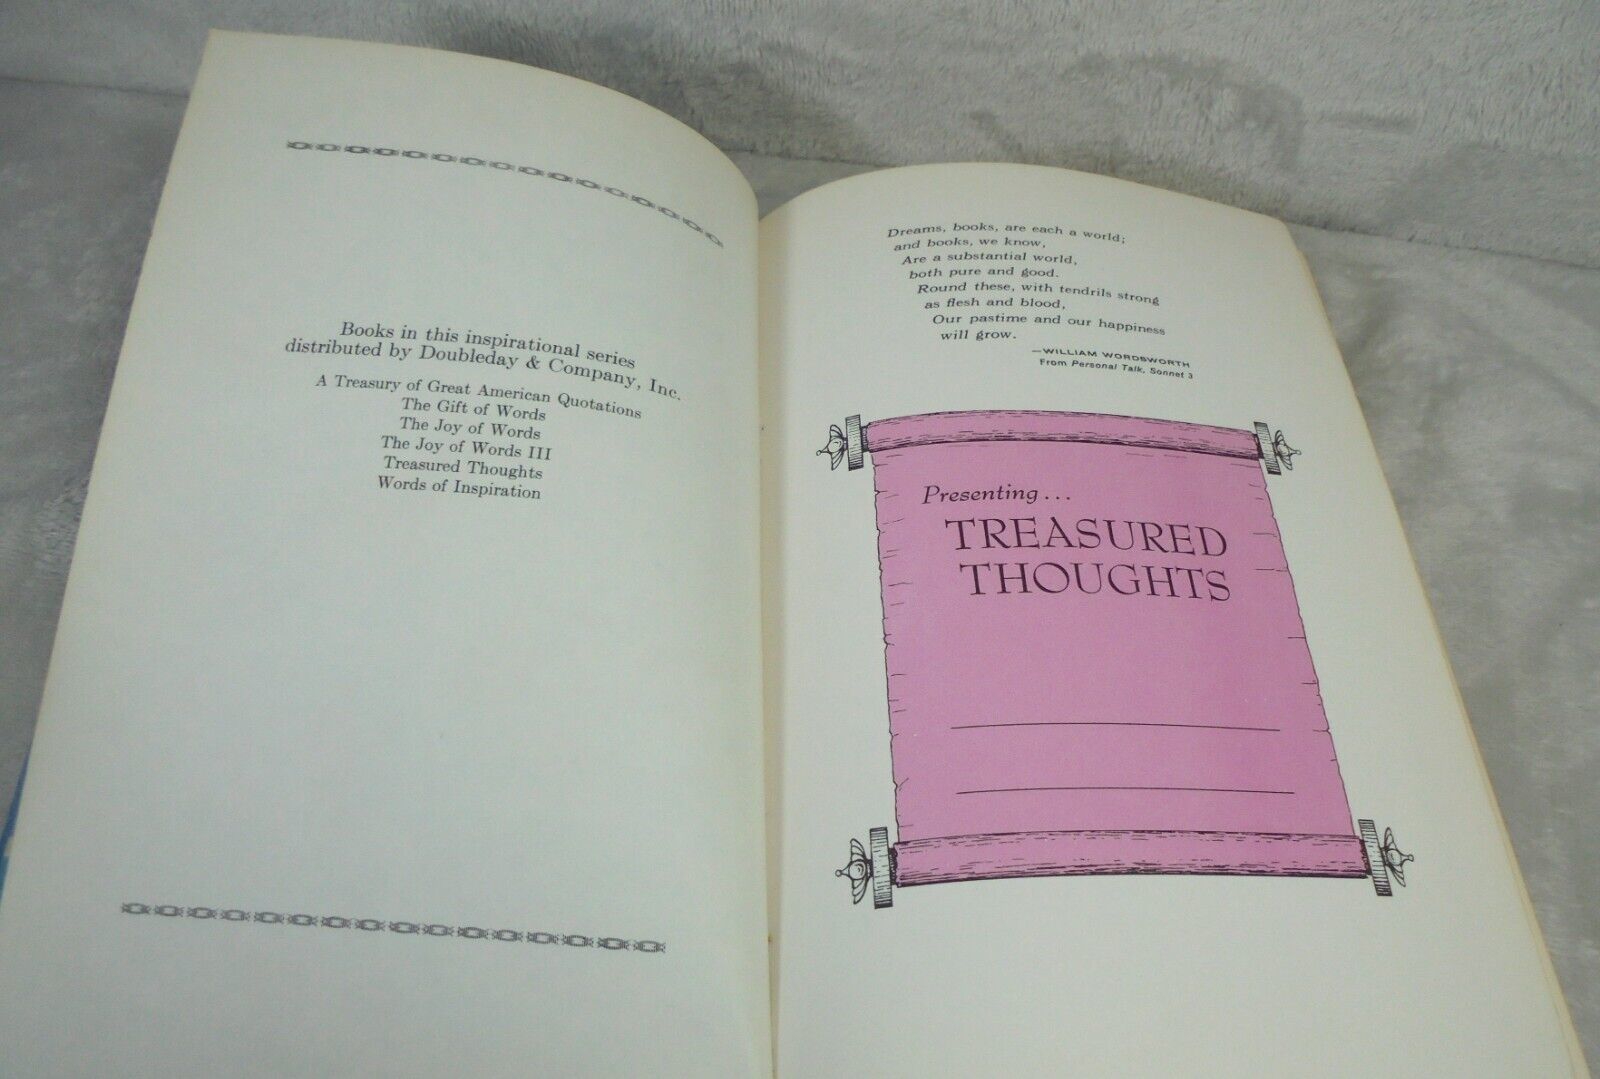 Books in this inspirational series
distributed by Doubleday & Company, Inc.
A Treasury of Great American Quotations
The Gift of Words
The Joy of Words
The Joy of Words III
Treasured Thoughts
Words of Inspiration
Dreams, books, are each a world;
and books, we know,
Are a substantial world,
both pure and good.
Round these, with tendrils strong
as flesh and blood,
Our pastime and our happiness
will grow.
—WILLIAM WORDSWORTH
From Personal Talk, Sonnet 3
Presenting...
TREASURED
THOUGHTS